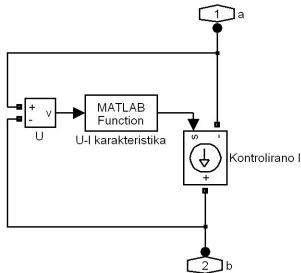 1 a
+
-
v
U
MATLAB
Function
U-I karakteristika
s
-
+
Kontrolirano I
2 b